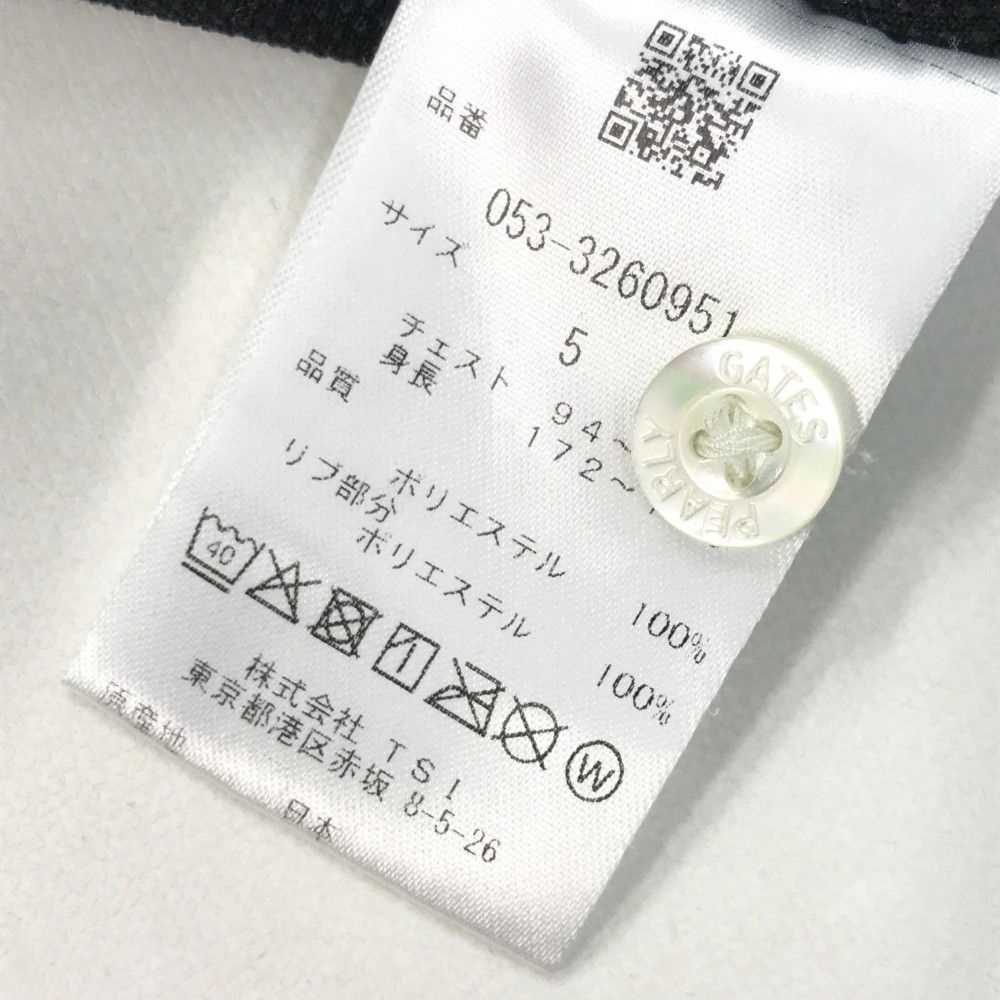 品番
053-3260951
サイズ
5
チェスト 94~
身長 172~
品質
ポリエステル 100%
リブ部分
ポリエステル 100%
40
W
株式会社 TSI
東京都港区赤坂 8-5-26
原産地
日本
PEARLY GATES